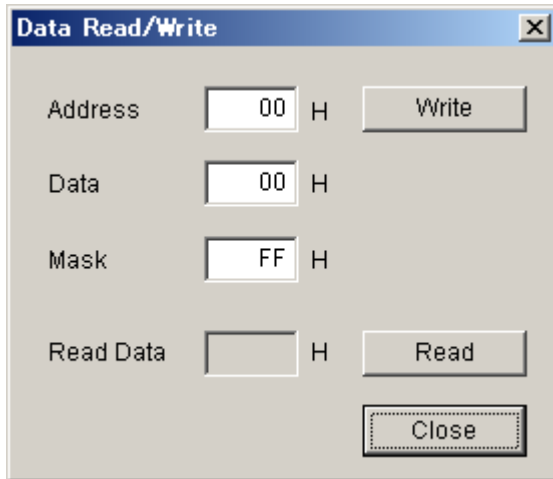 Data Read/Write
Address 00 H Write
Data 00 H
Mask FF H
Read Data H Read
Close